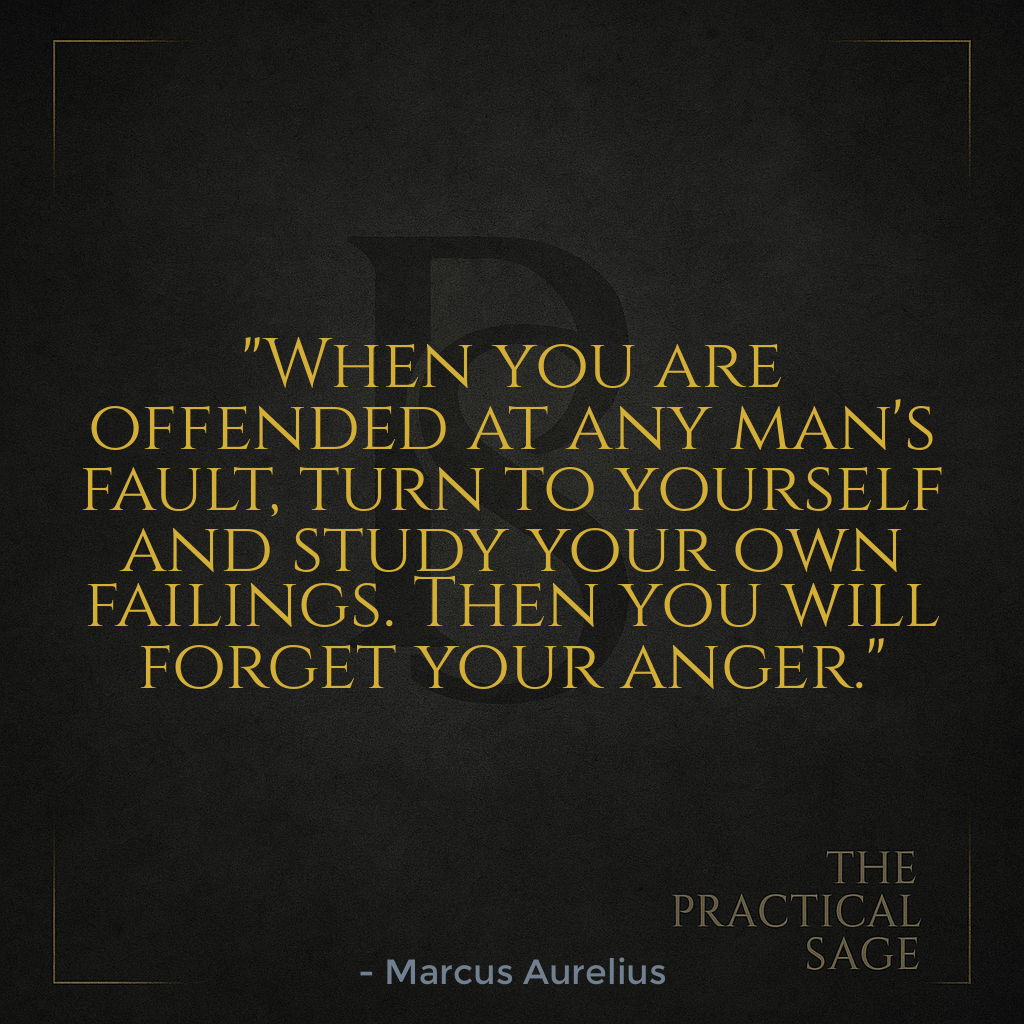 "When you are
offended at any man's
fault, turn to yourself
and study your own
failings. Then you will
forget your anger."
THE
PRACTICAL
SAGE
- Marcus Aurelius